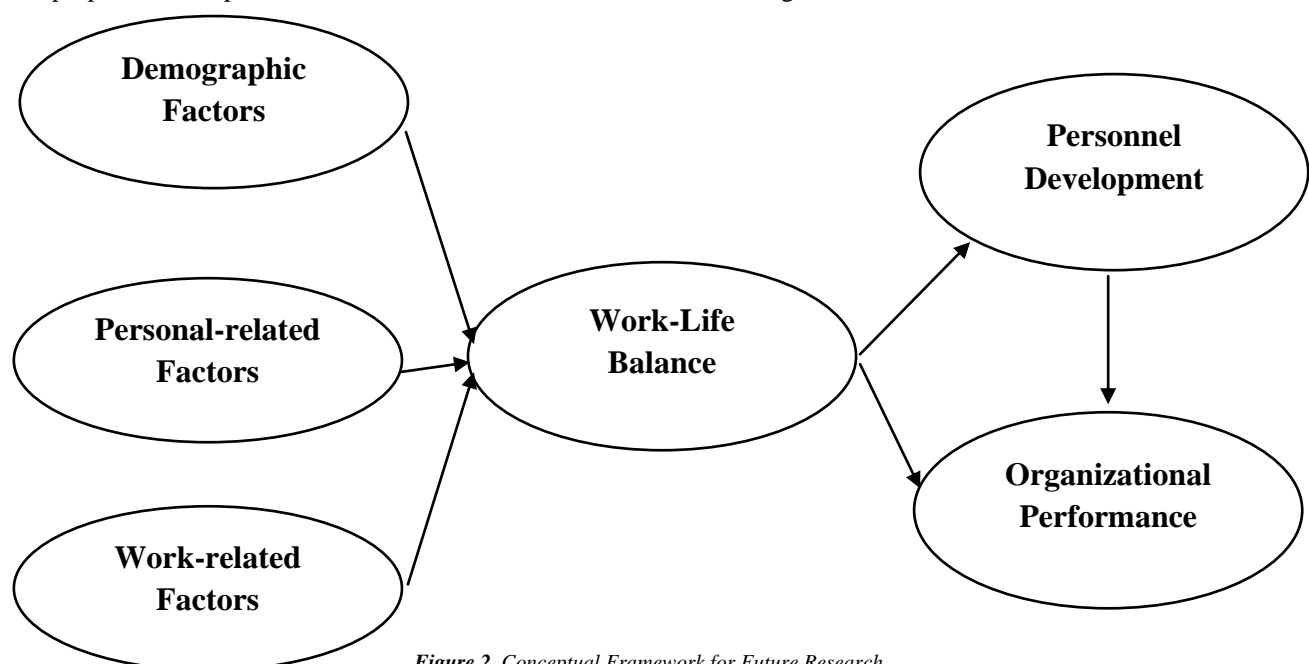 Demographic
Factors
Personnel
Development
Personal-related
Factors
Work-Life
Balance
Organizational
Performance
Work-related
Factors
Figure 2. Conceptual Framework for Future Research